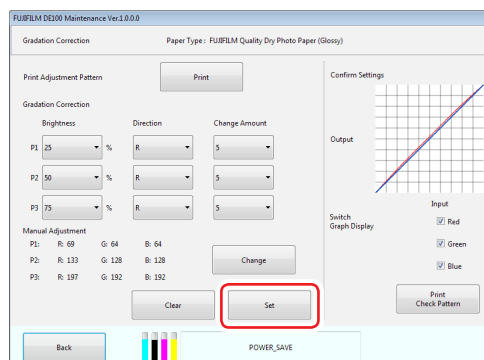 FUJIFILM DE100 Maintenance Ver.1.0.0.0
Gradation Correction Paper Type : FUJIFILM Quality Dry Photo Paper (Glossy)
Print Adjustment Pattern Print
Gradation Correction
Brightness Direction Change Amount
P1 25 % R 5
P2 50 % R 5
P3 75 % R 5
Manual Adjustment
P1: R: 69 G: 64 B: 64
P2: R: 133 G: 128 B: 128
P3: R: 197 G: 192 B: 192
Change
Clear Set
Confirm Settings
Output
Input
Switch
Graph Display
Red
Green
Blue
Print
Check Pattern
Back POWER_SAVE